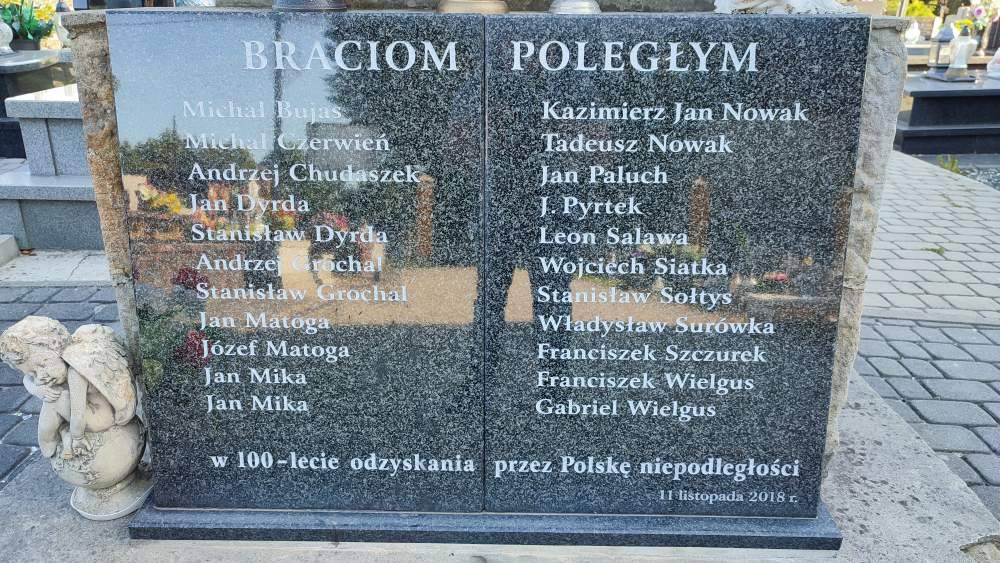 BRACIOM POLEGŁYM
Michał Bujas
Michał Czerwień
Andrzej Chudaszek
Jan Dyrda
Stanisław Dyrda
Andrzej Grochal
Stanisław Grochal
Jan Matoga
Józef Matoga
Jan Mika
Jan Mika
Kazimierz Jan Nowak
Tadeusz Nowak
Jan Paluch
J. Pyrtek
Leon Salawa
Wojciech Siatka
Stanisław Sołtys
Władysław Surówka
Franciszek Szczurek
Franciszek Wielgus
Gabriel Wielgus
w 100-lecie odzyskania przez Polskę niepodległości
11 listopada 2018 r.